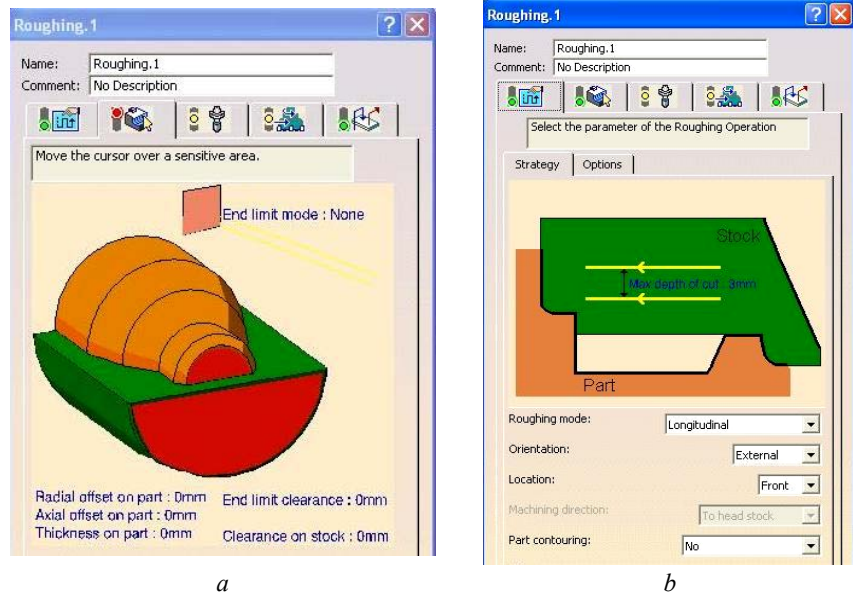 Roughing.1
Name: Roughing.1
Comment: No Description
Move the cursor over a sensitive area.
End limit mode : None
Radial offset on part : 0mm
Axial offset on part : 0mm
Thickness on part : 0mm
End limit clearance : 0mm
Clearance on stock : 0mm
a
Roughing.1
Name: Roughing.1
Comment: No Description
Select the parameter of the Roughing Operation
Strategy Options
Stock
Max depth of cut : 3mm
Part
Roughing mode: Longitudinal
Orientation: External
Location: Front
Machining direction: To head stock
Part contouring: No
b